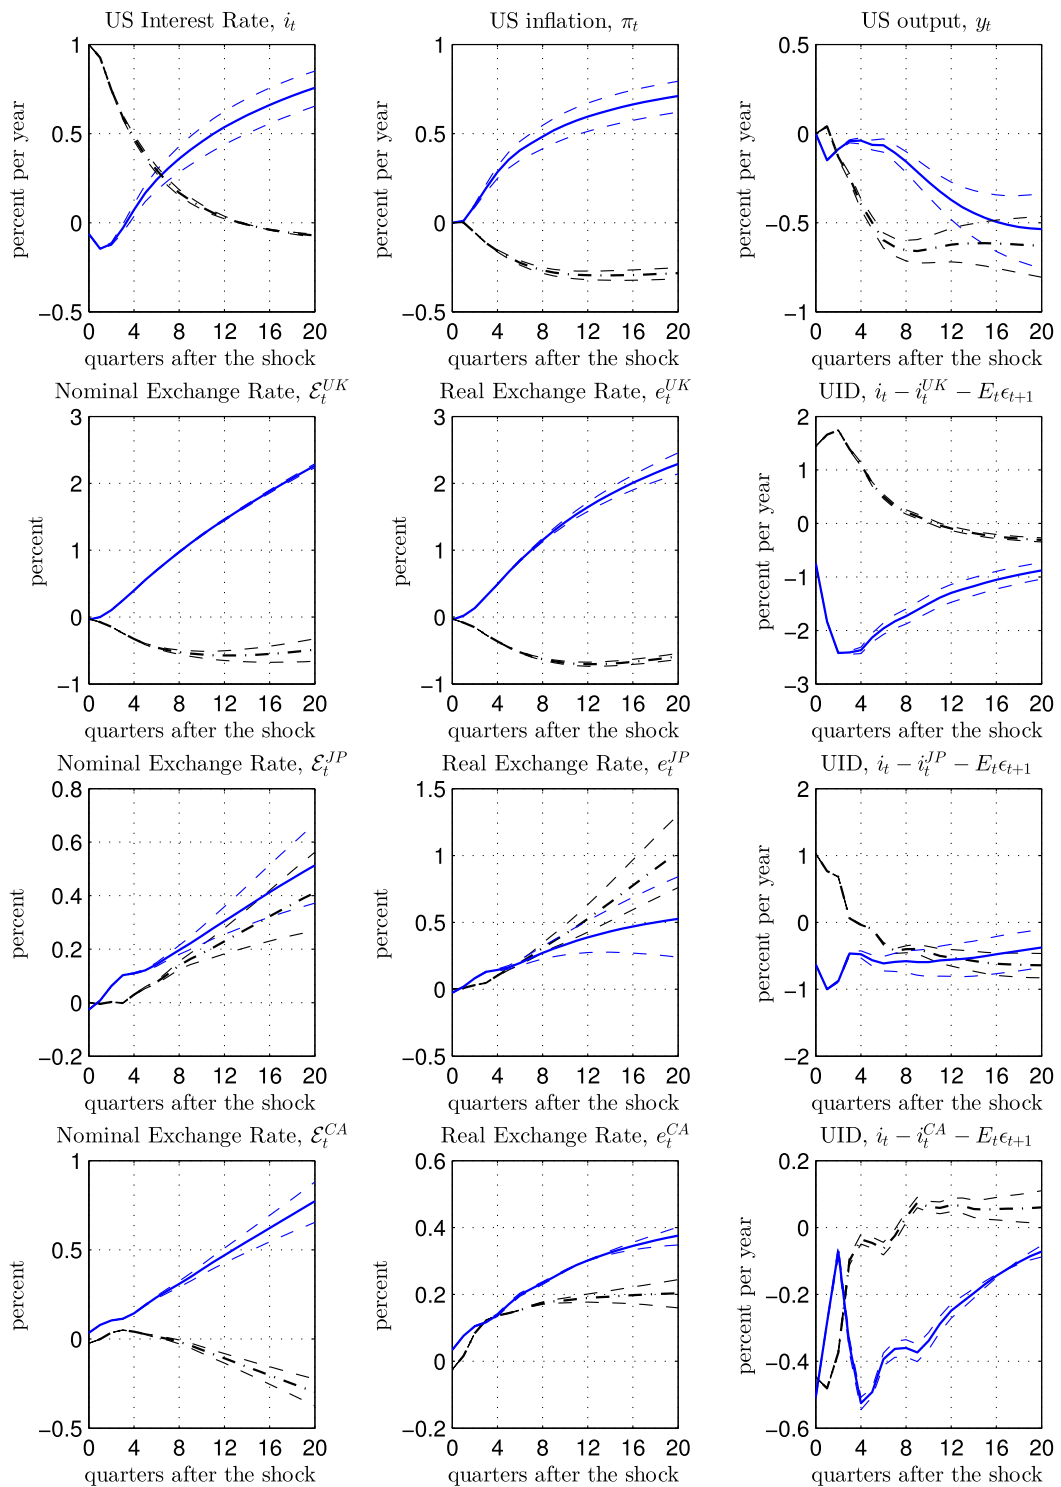 US Interest Rate, i_t
US inflation, π_t
US output, y_t
percent per year
1
0.5
0
−0.5
0 4 8 12 16 20
quarters after the shock
percent per year
1
0.5
0
−0.5
0 4 8 12 16 20
quarters after the shock
percent per year
0.5
0
−0.5
−1
0 4 8 12 16 20
quarters after the shock
Nominal Exchange Rate, ℰ_t^{UK}
Real Exchange Rate, e_t^{UK}
UID, i_t − i_t^{UK} − E_tϵ_{t+1}
percent
3
2
1
0
−1
0 4 8 12 16 20
quarters after the shock
percent
3
2
1
0
−1
0 4 8 12 16 20
quarters after the shock
percent per year
2
1
0
−1
−2
−3
0 4 8 12 16 20
quarters after the shock
Nominal Exchange Rate, ℰ_t^{JP}
Real Exchange Rate, e_t^{JP}
UID, i_t − i_t^{JP} − E_tϵ_{t+1}
percent
0.8
0.6
0.4
0.2
0
−0.2
0 4 8 12 16 20
quarters after the shock
percent
1.5
1
0.5
0
−0.5
0 4 8 12 16 20
quarters after the shock
percent per year
2
1
0
−1
−2
0 4 8 12 16 20
quarters after the shock
Nominal Exchange Rate, ℰ_t^{CA}
Real Exchange Rate, e_t^{CA}
UID, i_t − i_t^{CA} − E_tϵ_{t+1}
percent
1
0.5
0
−0.5
0 4 8 12 16 20
quarters after the shock
percent
0.6
0.4
0.2
0
−0.2
0 4 8 12 16 20
quarters after the shock
percent per year
0.2
0
−0.2
−0.4
−0.6
0 4 8 12 16 20
quarters after the shock